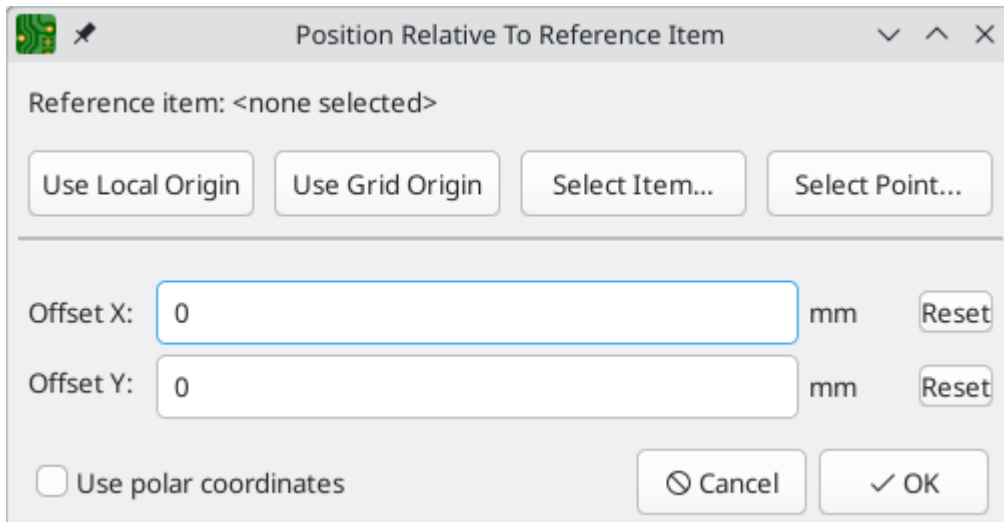 Position Relative To Reference Item
Reference item: <none selected>
Use Local Origin Use Grid Origin Select Item... Select Point...
Offset X: 0 mm Reset
Offset Y: 0 mm Reset
Use polar coordinates Cancel OK